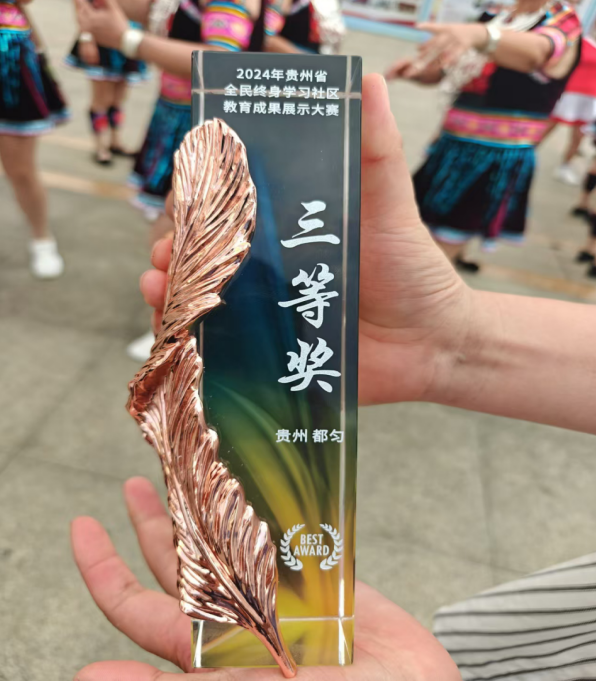 2024年贵州省
全民终身学习社区
教育成果展示大赛
三等奖
贵州 都匀
BEST
AWARD